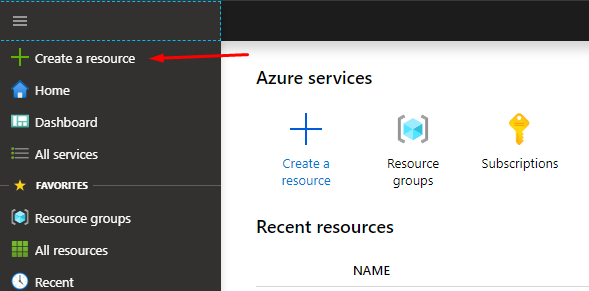 Create a resource
Home
Dashboard
All services
FAVORITES
Resource groups
All resources
Recent
Azure services
Create a
resource
Resource
groups
Subscriptions
Recent resources
NAME